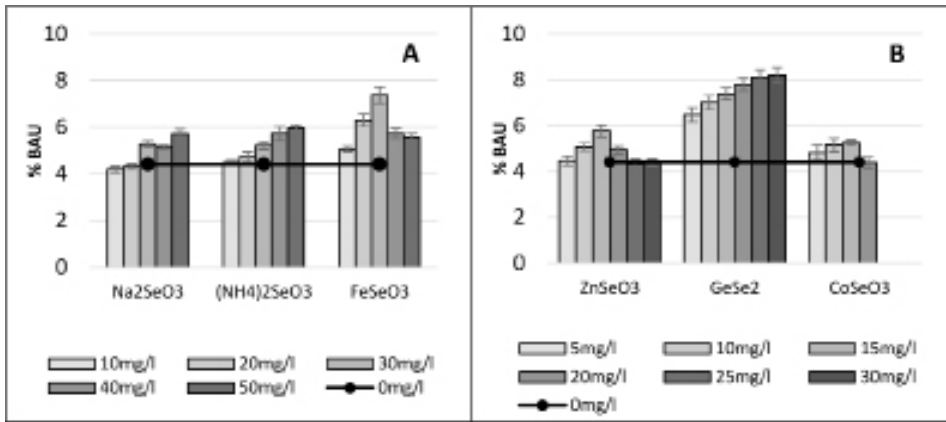 A
% BAU
10
8
6
4
2
0
Na2SeO3 (NH4)2SeO3 FeSeO3
10mg/l 20mg/l 30mg/l
40mg/l 50mg/l 0mg/l
B
% BAU
10
8
6
4
2
0
ZnSeO3 GeSe2 CoSeO3
5mg/l 10mg/l 15mg/l
20mg/l 25mg/l 30mg/l
0mg/l